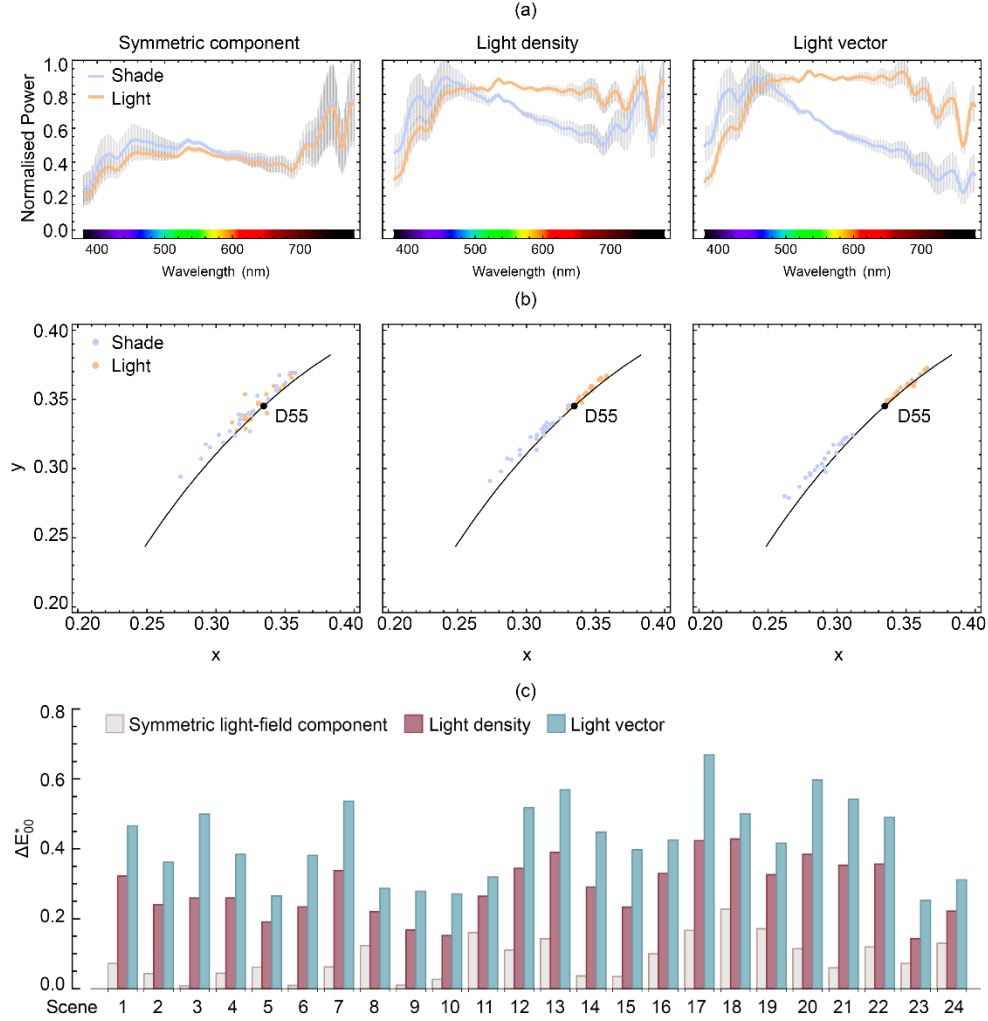 (a)
Symmetric component
Light density
Light vector
Normalised Power
1.0
0.8
0.6
0.4
0.2
0.0
Shade
Light
400 500 600 700
400 500 600 700
400 500 600 700
Wavelength (nm)
Wavelength (nm)
Wavelength (nm)
(b)
y
0.40
0.35
0.30
0.25
0.20
Shade
Light
D55
D55
D55
0.20 0.25 0.30 0.35 0.40
0.20 0.25 0.30 0.35 0.40
0.20 0.25 0.30 0.35 0.40
x
x
x
(c)
ΔE*00
0.8
0.6
0.4
0.2
0.0
Symmetric light-field component
Light density
Light vector
Scene 1 2 3 4 5 6 7 8 9 10 11 12 13 14 15 16 17 18 19 20 21 22 23 24